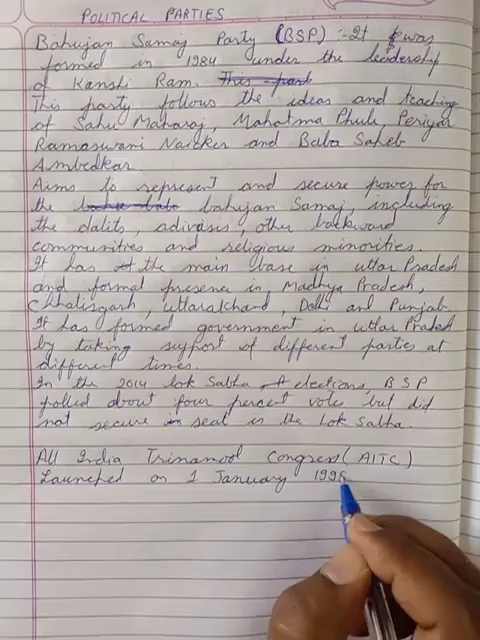 POLITICAL PARTIES
Bahujan Samaj Party (BSP) :- It was
formed in 1984 under the leadership
of Kanshi Ram. This part
This party follows the ideas and teaching
of Sahu Maharaj, Mahatma Phule, Periyar
Ramaswani Naicker and Baba Saheb
Ambedkar.
Aims to represent and secure power for
the bahujan Samaj, including
the dalits, adivasis, other backward
communities and religious minorities.
It has the main base in uttar Pradesh
and formal presence in, Madhya Pradesh,
Chhatisgarh, uttarakhand, Delhi and Punjab.
It has formed government in uttar Pradesh
by taking support of different parties at
different times.
In the 2014 lok Sabha elections, BSP
polled about four percent votes but did
not secure seat in the Lok Sabha.
All India Trinamool Congress (AITC)
Launched on 1 January 1998